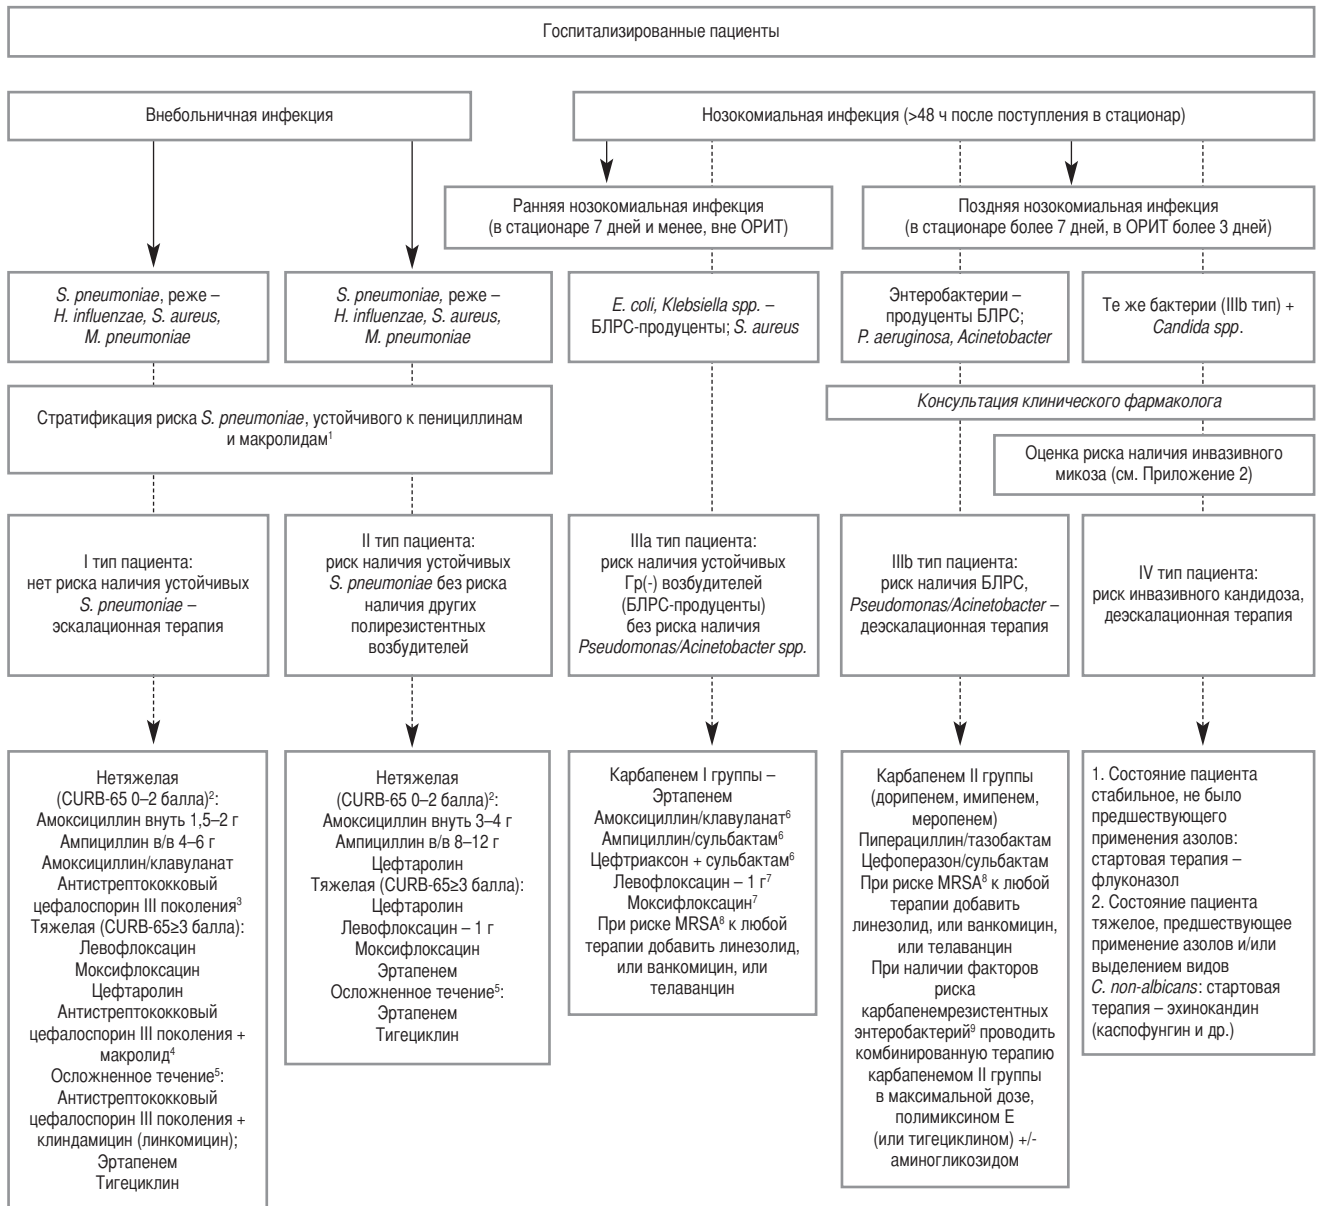 Госпитализированные пациенты
Внебольничная инфекция
Нозокомиальная инфекция (>48 ч после поступления в стационар)
Ранняя нозокомиальная инфекция
(в стационаре 7 дней и менее, вне ОРИТ)
Поздняя нозокомиальная инфекция
(в стационаре более 7 дней, в ОРИТ более 3 дней)
S. pneumoniae, реже –
H. influenzae, S. aureus,
M. pneumoniae
S. pneumoniae, реже –
H. influenzae, S. aureus,
M. pneumoniae
E. coli, Klebsiella spp. –
БЛРС-продуценты; S. aureus
Энтеробактерии –
продуценты БЛРС;
P. aeruginosa, Acinetobacter
Те же бактерии (IIIb тип) +
Candida spp.
Стратификация риска S. pneumoniae, устойчивого к пенициллинам
и макролидам¹
Консультация клинического фармаколога
Оценка риска наличия инвазивного
микоза (см. Приложение 2)
I тип пациента:
нет риска наличия устойчивых
S. pneumoniae –
эскалационная терапия
II тип пациента:
риск наличия устойчивых
S. pneumoniae без риска
наличия других
полирезистентных
возбудителей
IIIa тип пациента:
риск наличия устойчивых
Гр(-) возбудителей
(БЛРС-продуценты)
без риска наличия
Pseudomonas/Acinetobacter spp.
IIIb тип пациента:
риск наличия БЛРС,
Pseudomonas/Acinetobacter –
деэскалационная терапия
IV тип пациента:
риск инвазивного кандидоза,
деэскалационная терапия
Нетяжелая
(CURB-65 0–2 балла)²:
Амоксициллин внуть 1,5–2 г
Ампициллин в/в 4–6 г
Амоксициллин/клавуланат
Антистрептококковый
цефалоспорин III поколения³
Тяжелая (CURB-65≥3 балла):
Левофлоксацин
Моксифлоксацин
Цефтаролин
Антистрептококковый
цефалоспорин III поколения +
макролид⁴
Осложненное течение⁵:
Антистрептококковый
цефалоспорин III поколения +
клиндамицин (линкомицин);
Эртапенем
Тигециклин
Нетяжелая
(CURB-65 0–2 балла)²:
Амоксициллин внуть 3–4 г
Ампициллин в/в 8–12 г
Цефтаролин
Тяжелая (CURB-65≥3 балла):
Цефтаролин
Левофлоксацин – 1 г
Моксифлоксацин
Эртапенем
Осложненное течение⁵:
Эртапенем
Тигециклин
Карбапенем I группы –
Эртапенем
Амоксициллин/клавуланат⁶
Ампициллин/сульбактам⁶
Цефтриаксон + сульбактам⁶
Левофлоксацин – 1 г⁷
Моксифлоксацин⁷
При риске MRSA⁸ к любой
терапии добавить линезолид,
или ванкомицин, или
телаванцин
Карбапенем II группы
(дорипенем, имипенем,
меропенем)
Пиперациллин/тазобактам
Цефоперазон/сульбактам
При риске MRSA⁸ к любой
терапии добавить
линезолид, или ванкомицин,
или телаванцин
При наличии факторов
риска
карбапенемрезистентных
энтеробактерий⁹ проводить
комбинированную терапию
карбапенемом II группы
в максимальной дозе,
полимиксином Е
(или тигециклином) +/-
аминогликозидом
1. Состояние пациента
стабильное, не было
предшествующего
применения азолов:
стартовая терапия –
флуконазол
2. Состояние пациента
тяжелое, предшествующее
применение азолов и/или
выделением видов
C. non-albicans: стартовая
терапия – эхинокандин
(каспофунгин и др.)